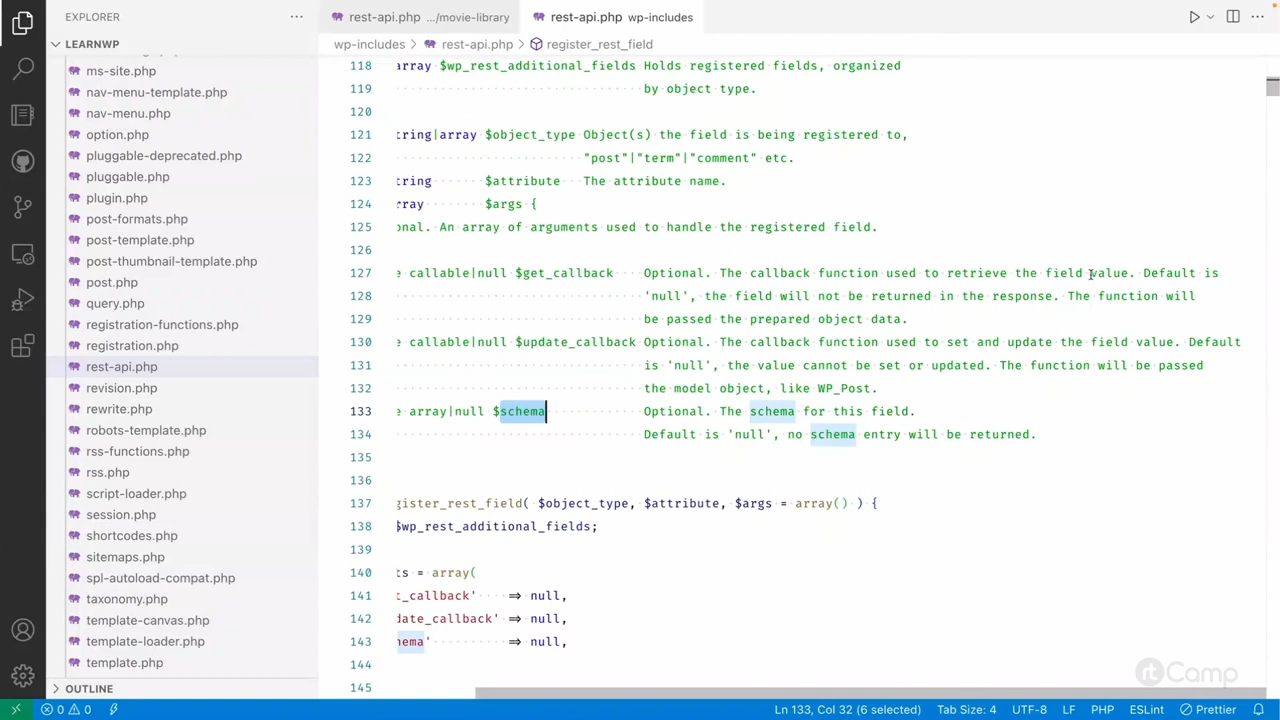 EXPLORER
LEARNWP
ms-site.php
nav-menu-template.php
nav-menu.php
option.php
pluggable-deprecated.php
pluggable.php
plugin.php
post-formats.php
post-template.php
post-thumbnail-template.php
post.php
query.php
registration-functions.php
registration.php
rest-api.php
revision.php
rewrite.php
robots-template.php
rss-functions.php
rss.php
script-loader.php
session.php
shortcodes.php
sitemaps.php
spl-autoload-compat.php
taxonomy.php
template-canvas.php
template-loader.php
template.php
OUTLINE
rest-api.php .../movie-library
rest-api.php wp-includes
wp-includes > rest-api.php > register_rest_field
118 array $wp_rest_additional_fields Holds registered fields, organized
119 by object type.
120
121 tring|array $object_type Object(s) the field is being registered to,
122 "post"|"term"|"comment" etc.
123 tring $attribute The attribute name.
124 rray $args {
125 onal. An array of arguments used to handle the registered field.
126
127 e callable|null $get_callback Optional. The callback function used to retrieve the field value. Default is
128 'null', the field will not be returned in the response. The function will
129 be passed the prepared object data.
130 e callable|null $update_callback Optional. The callback function used to set and update the field value. Default
131 is 'null', the value cannot be set or updated. The function will be passed
132 the model object, like WP_Post.
133 e array|null $schema Optional. The schema for this field.
134 Default is 'null', no schema entry will be returned.
135
136
137 gister_rest_field( $object_type, $attribute, $args = array() ) {
138 $wp_rest_additional_fields;
139
140 ts = array(
141 t_callback' => null,
142 date_callback' => null,
143 hema' => null,
144
145
rtCamp
0 0 Ln 133, Col 32 (6 selected) Tab Size: 4 UTF-8 LF PHP ESLint Prettier